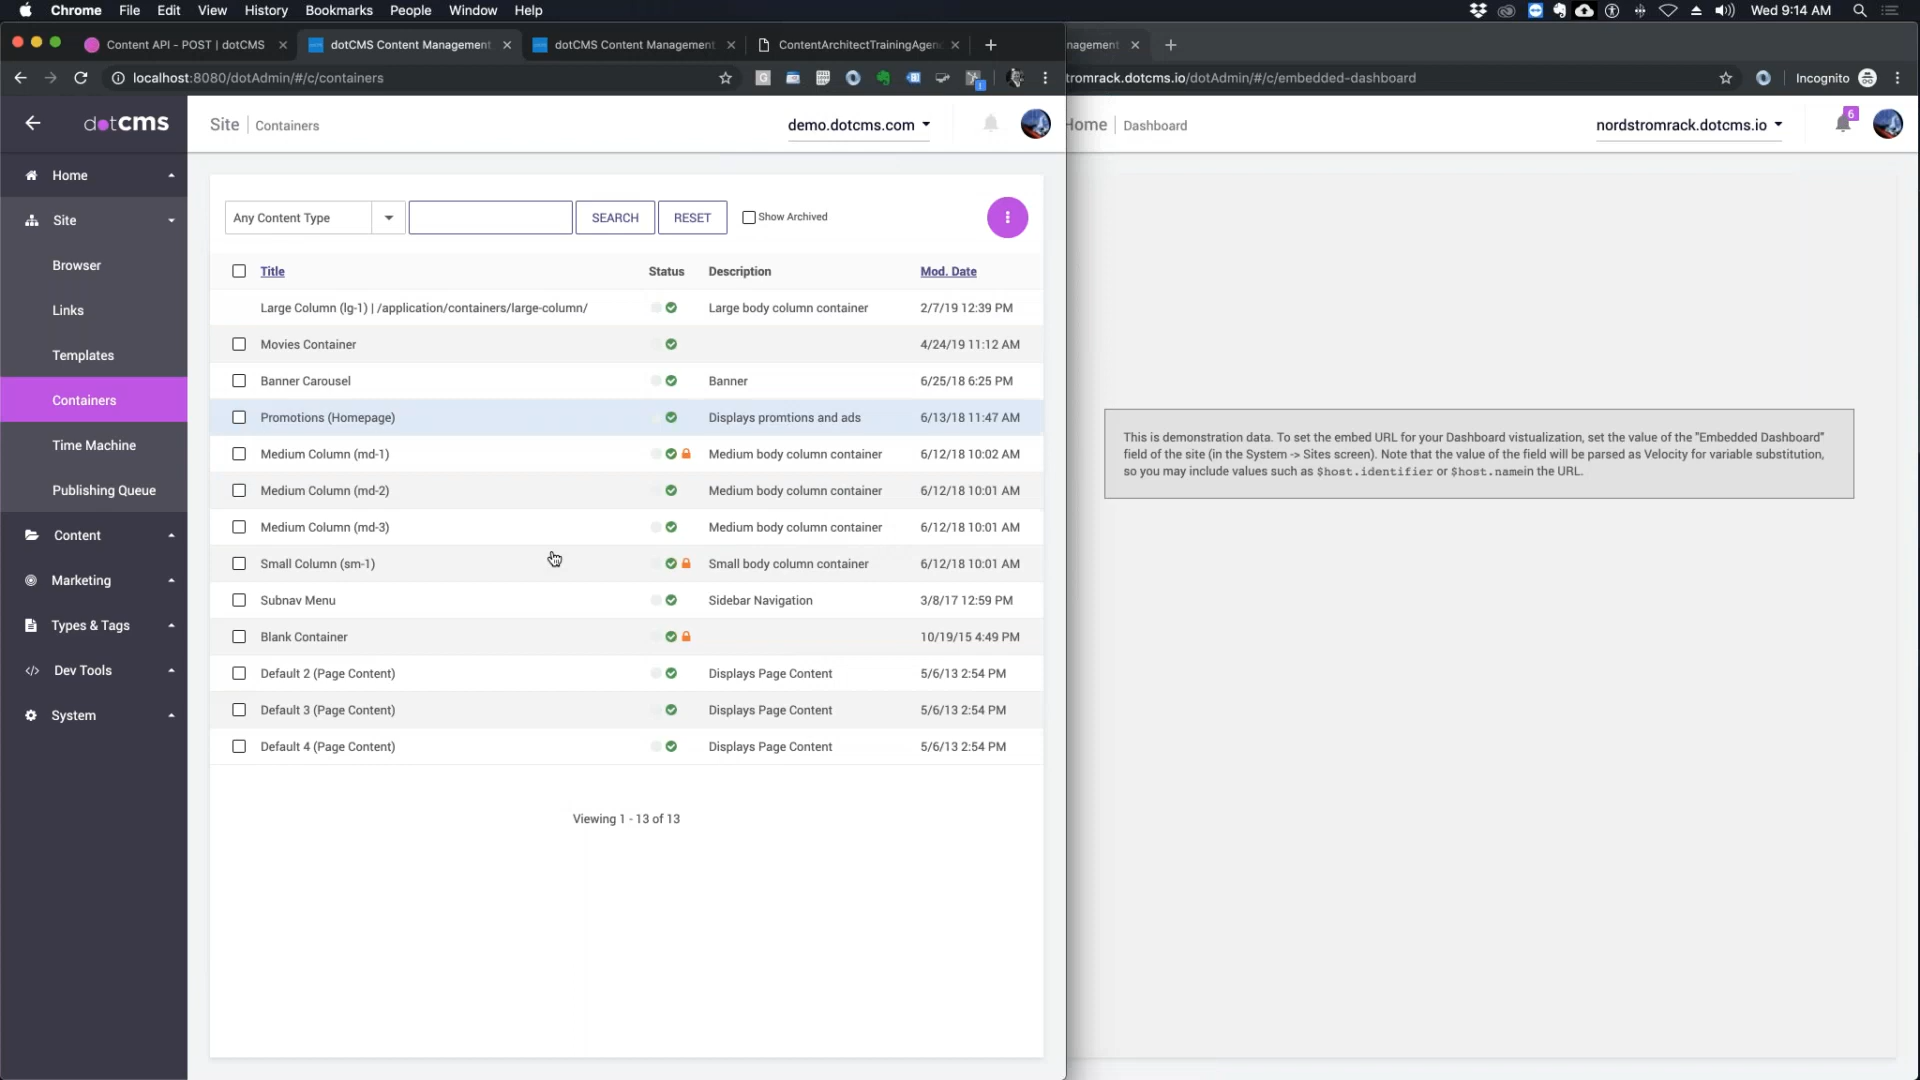 Chrome File Edit View History Bookmarks People Window Help
Wed 9:14 AM
Content API - POST | dotCMS
dotCMS Content Management
dotCMS Content Management
ContentArchitectTrainingAgen
nagement
localhost:8080/dotAdmin/#/c/containers
tromrack.dotcms.io/dotAdmin/#/c/embedded-dashboard
Incognito
dotCMS
Site | Containers
demo.dotcms.com
Home | Dashboard
nordstromrack.dotcms.io
6
Home
Site
Browser
Links
Templates
Containers
Time Machine
Publishing Queue
Content
Marketing
Types & Tags
Dev Tools
System
Any Content Type
SEARCH
RESET
Show Archived
Title Status Description Mod. Date
Large Column (lg-1) | /application/containers/large-column/ Large body column container 2/7/19 12:39 PM
Movies Container 4/24/19 11:12 AM
Banner Carousel Banner 6/25/18 6:25 PM
Promotions (Homepage) Displays promtions and ads 6/13/18 11:47 AM
Medium Column (md-1) Medium body column container 6/12/18 10:02 AM
Medium Column (md-2) Medium body column container 6/12/18 10:01 AM
Medium Column (md-3) Medium body column container 6/12/18 10:01 AM
Small Column (sm-1) Small body column container 6/12/18 10:01 AM
Subnav Menu Sidebar Navigation 3/8/17 12:59 PM
Blank Container 10/19/15 4:49 PM
Default 2 (Page Content) Displays Page Content 5/6/13 2:54 PM
Default 3 (Page Content) Displays Page Content 5/6/13 2:54 PM
Default 4 (Page Content) Displays Page Content 5/6/13 2:54 PM
Viewing 1 - 13 of 13
This is demonstration data. To set the embed URL for your Dashboard vistualization, set the value of the "Embedded Dashboard"
field of the site (in the System -> Sites screen). Note that the value of the field will be parsed as Velocity for variable substitution,
so you may include values such as $host.identifier or $host.namein the URL.